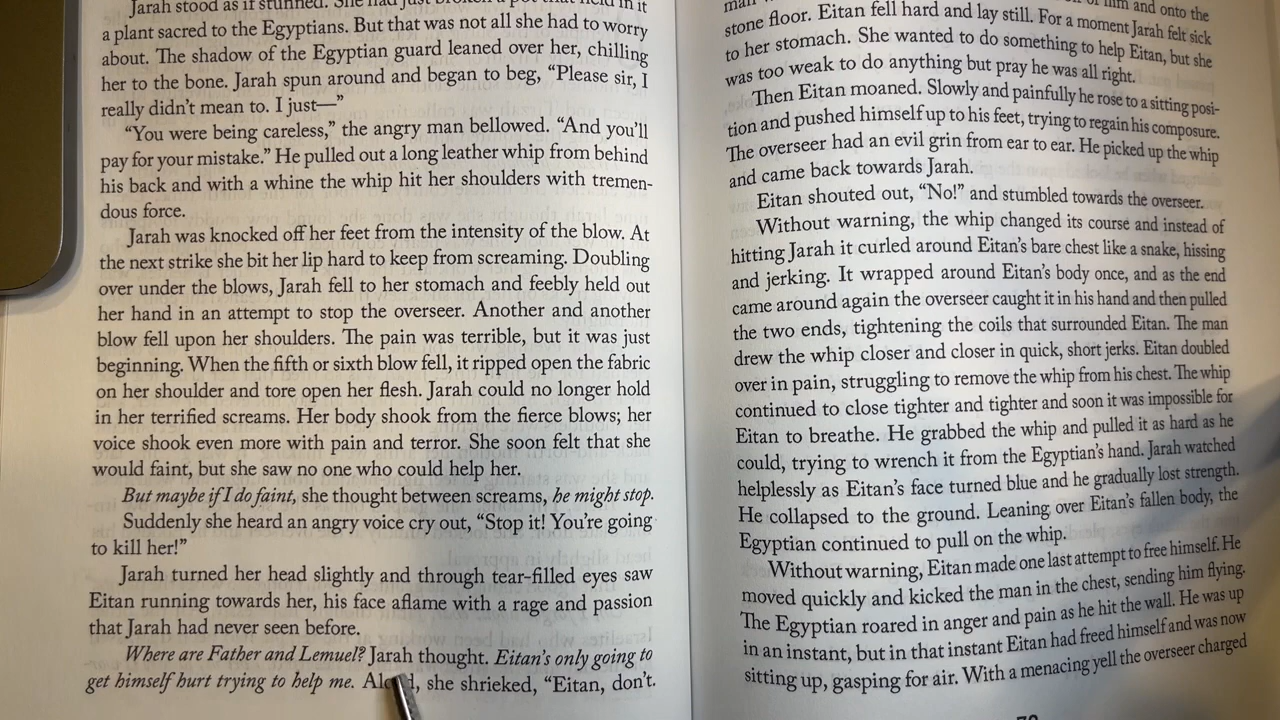 Jarah stood as if stunned. She had just broken a pot that held in it
a plant sacred to the Egyptians. But that was not all she had to worry
about. The shadow of the Egyptian guard leaned over her, chilling
her to the bone. Jarah spun around and began to beg, “Please sir, I
really didn’t mean to. I just—”
“You were being careless,” the angry man bellowed. “And you’ll
pay for your mistake.” He pulled out a long leather whip from behind
his back and with a whine the whip hit her shoulders with tremen-
dous force.
Jarah was knocked off her feet from the intensity of the blow. At
the next strike she bit her lip hard to keep from screaming. Doubling
over under the blows, Jarah fell to her stomach and feebly held out
her hand in an attempt to stop the overseer. Another and another
blow fell upon her shoulders. The pain was terrible, but it was just
beginning. When the fifth or sixth blow fell, it ripped open the fabric
on her shoulder and tore open her flesh. Jarah could no longer hold
in her terrified screams. Her body shook from the fierce blows; her
voice shook even more with pain and terror. She soon felt that she
would faint, but she saw no one who could help her.
But maybe if I do faint, she thought between screams, he might stop.
Suddenly she heard an angry voice cry out, “Stop it! You’re going
to kill her!”
Jarah turned her head slightly and through tear-filled eyes saw
Eitan running towards her, his face aflame with a rage and passion
that Jarah had never seen before.
Where are Father and Lemuel? Jarah thought. Eitan’s only going to
get himself hurt trying to help me. Aloud, she shrieked, “Eitan, don’t.
man him and onto the
stone floor. Eitan fell hard and lay still. For a moment Jarah felt sick
to her stomach. She wanted to do something to help Eitan, but she
was too weak to do anything but pray he was all right.
Then Eitan moaned. Slowly and painfully he rose to a sitting posi-
tion and pushed himself up to his feet, trying to regain his composure.
The overseer had an evil grin from ear to ear. He picked up the whip
and came back towards Jarah.
Eitan shouted out, “No!” and stumbled towards the overseer.
Without warning, the whip changed its course and instead of
hitting Jarah it curled around Eitan’s bare chest like a snake, hissing
and jerking. It wrapped around Eitan’s body once, and as the end
came around again the overseer caught it in his hand and then pulled
the two ends, tightening the coils that surrounded Eitan. The man
drew the whip closer and closer in quick, short jerks. Eitan doubled
over in pain, struggling to remove the whip from his chest. The whip
continued to close tighter and tighter and soon it was impossible for
Eitan to breathe. He grabbed the whip and pulled it as hard as he
could, trying to wrench it from the Egyptian’s hand. Jarah watched
helplessly as Eitan’s face turned blue and he gradually lost strength.
He collapsed to the ground. Leaning over Eitan’s fallen body, the
Egyptian continued to pull on the whip.
Without warning, Eitan made one last attempt to free himself. He
moved quickly and kicked the man in the chest, sending him flying.
The Egyptian roared in anger and pain as he hit the wall. He was up
in an instant, but in that instant Eitan had freed himself and was now
sitting up, gasping for air. With a menacing yell the overseer charged